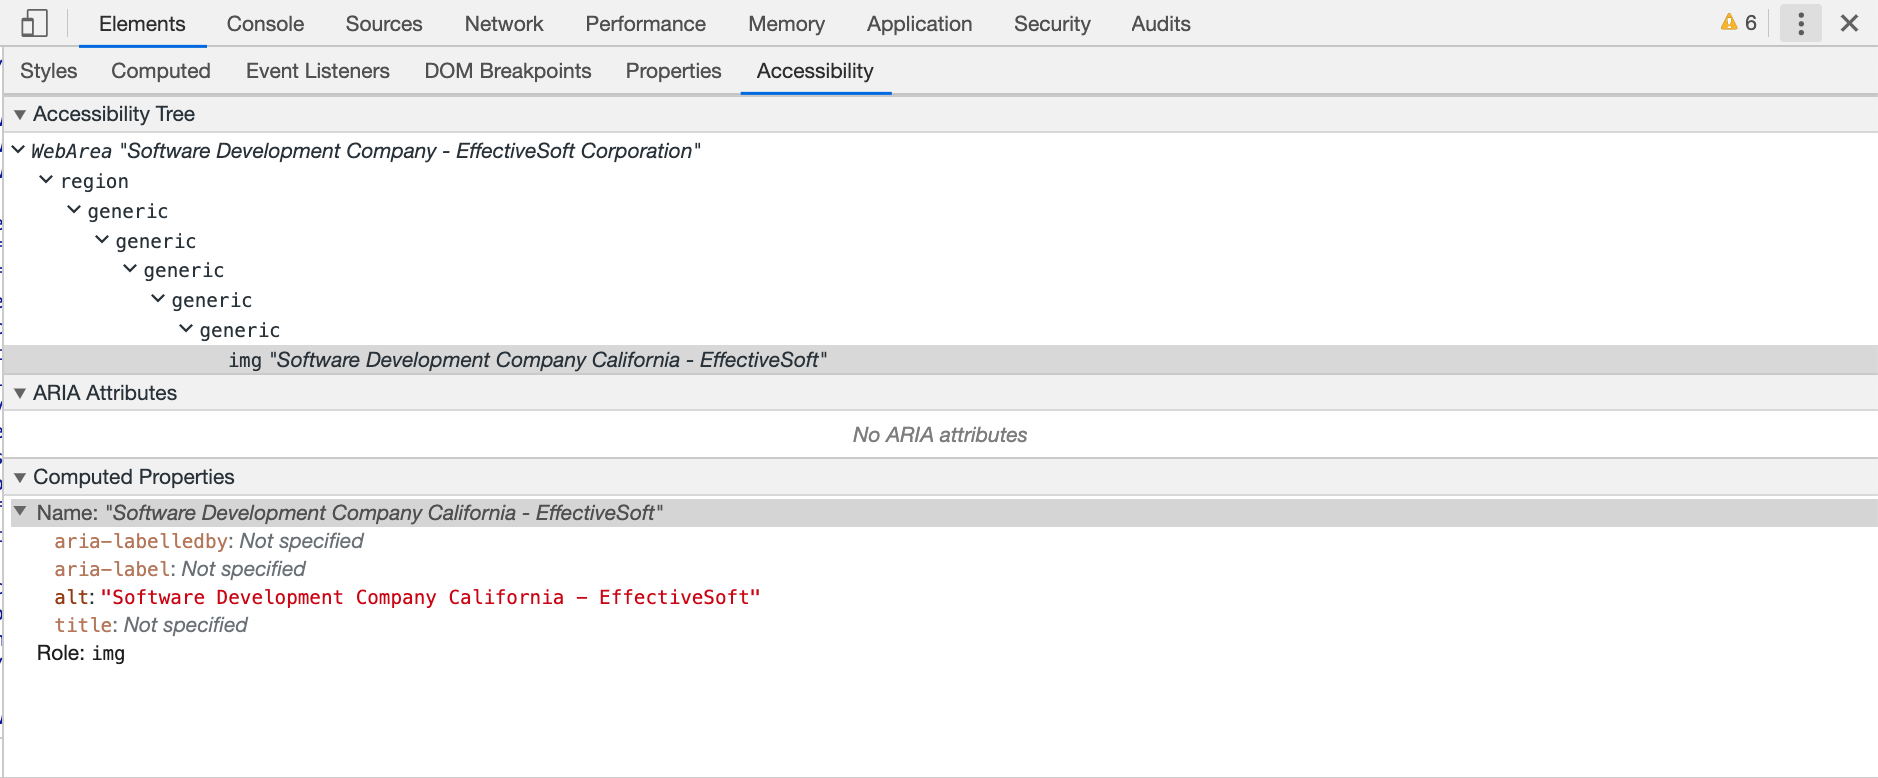 Elements Console Sources Network Performance Memory Application Security Audits 6
Styles Computed Event Listeners DOM Breakpoints Properties Accessibility
Accessibility Tree
WebArea "Software Development Company - EffectiveSoft Corporation"
region
generic
generic
generic
generic
generic
img "Software Development Company California - EffectiveSoft"
ARIA Attributes
No ARIA attributes
Computed Properties
Name: "Software Development Company California - EffectiveSoft"
aria-labelledby: Not specified
aria-label: Not specified
alt: "Software Development Company California – EffectiveSoft"
title: Not specified
Role: img